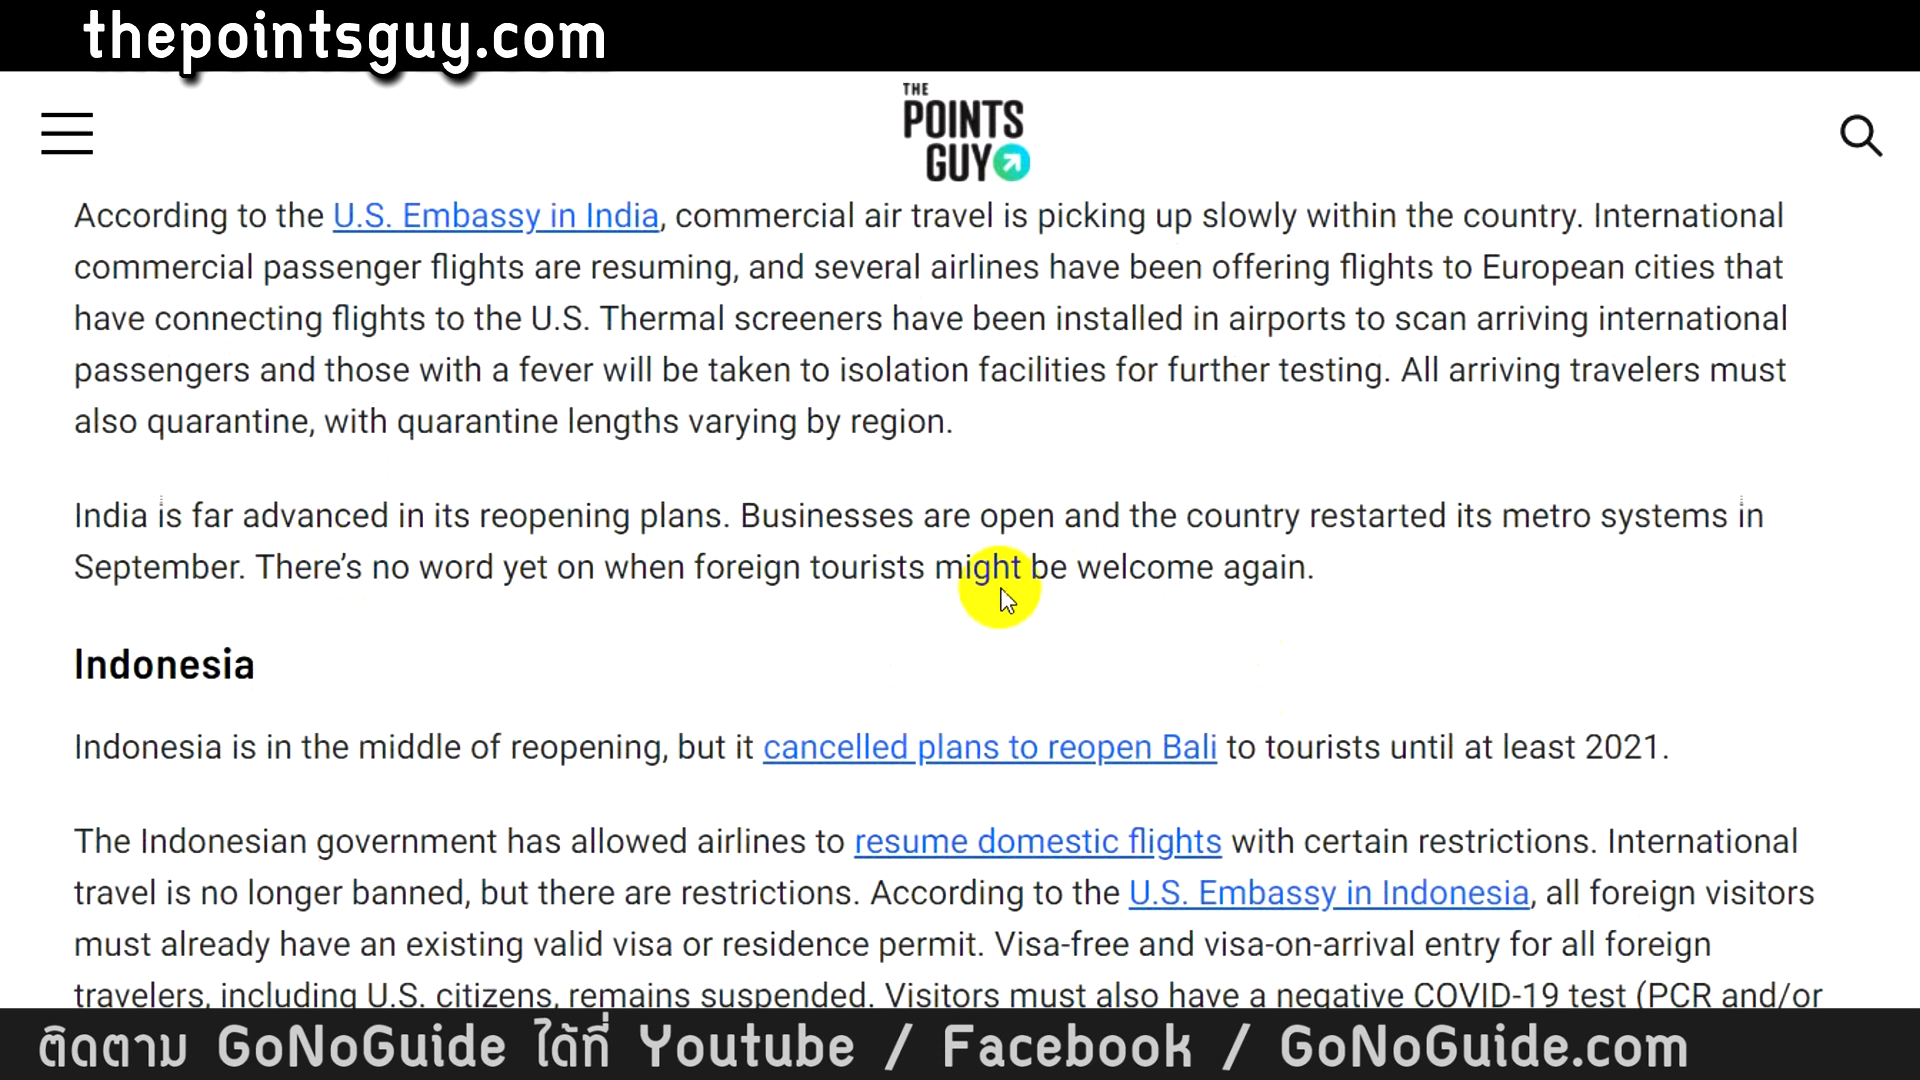 thepointsguy.com
THE
POINTS
GUY
According to the U.S. Embassy in India, commercial air travel is picking up slowly within the country. International
commercial passenger flights are resuming, and several airlines have been offering flights to European cities that
have connecting flights to the U.S. Thermal screeners have been installed in airports to scan arriving international
passengers and those with a fever will be taken to isolation facilities for further testing. All arriving travelers must
also quarantine, with quarantine lengths varying by region.
India is far advanced in its reopening plans. Businesses are open and the country restarted its metro systems in
September. There’s no word yet on when foreign tourists might be welcome again.
Indonesia
Indonesia is in the middle of reopening, but it cancelled plans to reopen Bali to tourists until at least 2021.
The Indonesian government has allowed airlines to resume domestic flights with certain restrictions. International
travel is no longer banned, but there are restrictions. According to the U.S. Embassy in Indonesia, all foreign visitors
must already have an existing valid visa or residence permit. Visa-free and visa-on-arrival entry for all foreign
travelers, including U.S. citizens, remains suspended. Visitors must also have a negative COVID-19 test (PCR and/or
ติดตาม GoNoGuide ได้ที่ Youtube / Facebook / GoNoGuide.com